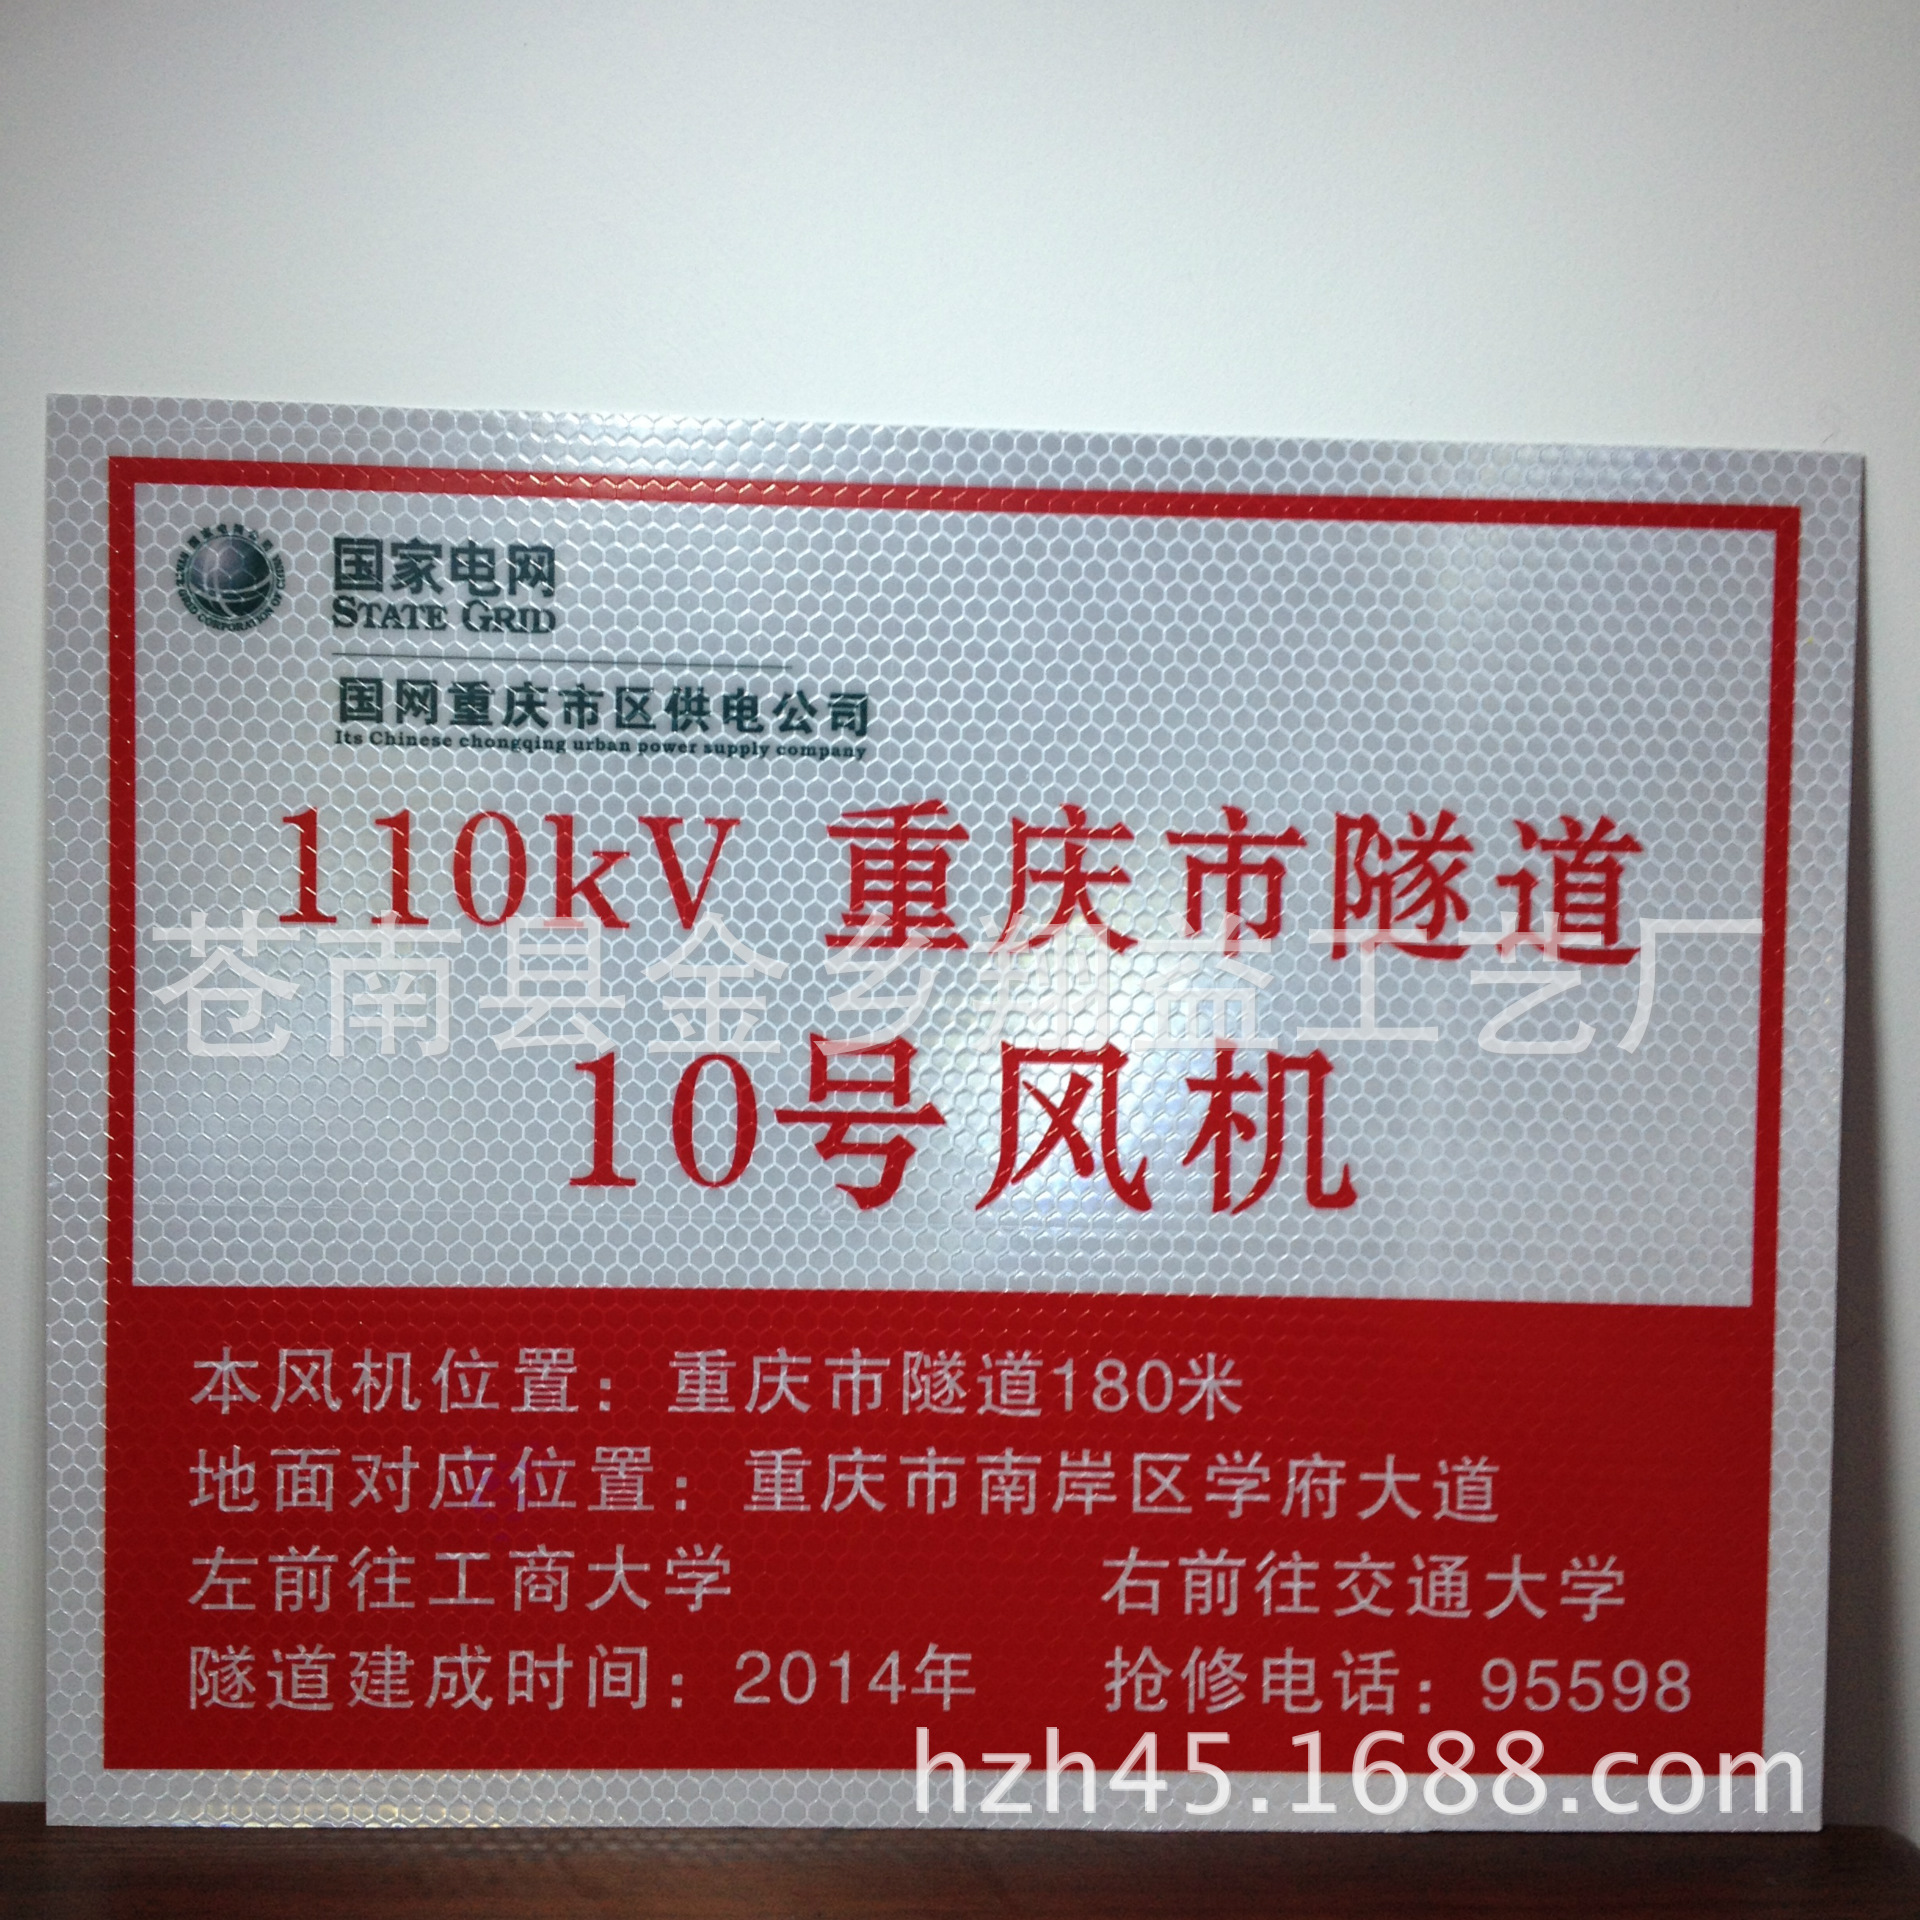 国家电网
STATE GRID
国网重庆市区供电公司
Its Chinese chongqing urban power supply company
110kV 重庆市隧道
苍南县金乡翔益工艺厂
10号风机
本风机位置：重庆市隧道180米
地面对应位置：重庆市南岸区学府大道
左前往工商大学 右前往交通大学
隧道建成时间：2014年 抢修电话：95598
hzh45.1688.com